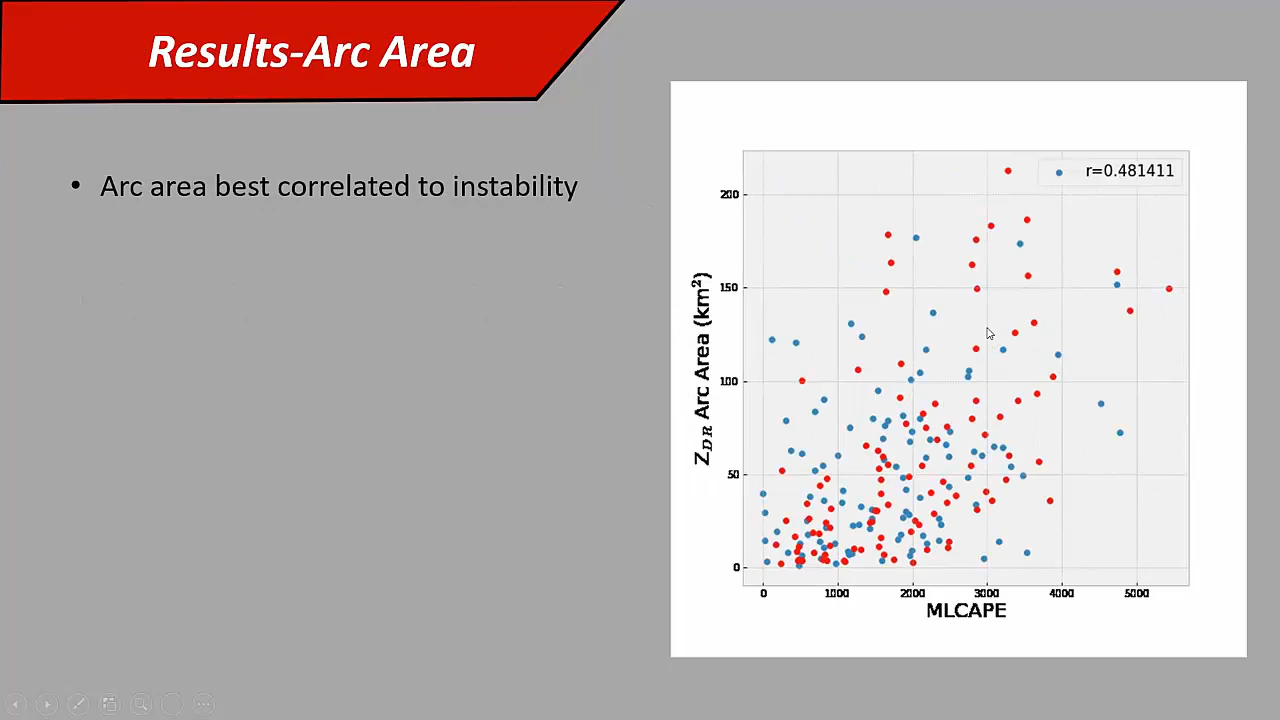 Results-Arc Area
• Arc area best correlated to instability
r=0.481411
Z_DR Arc Area (km²)
200
150
100
50
0
0 1000 2000 3000 4000 5000
MLCAPE